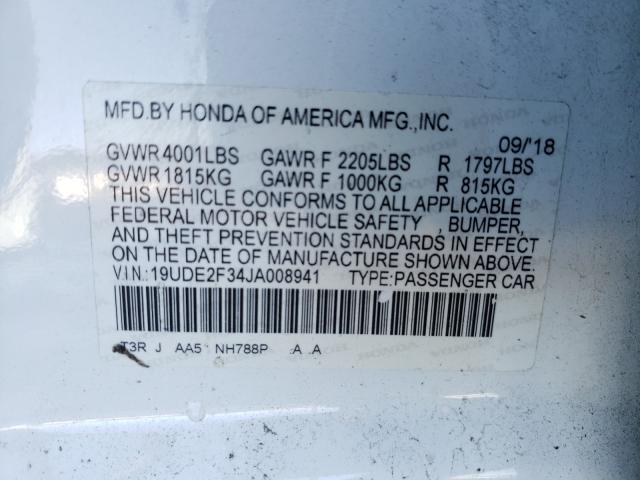 MFD.BY HONDA OF AMERICA MFG.,INC.
09/'18
GVWR 4001LBS GAWR F 2205LBS R 1797LBS
GVWR 1815KG GAWR F 1000KG R 815KG
THIS VEHICLE CONFORMS TO ALL APPLICABLE
FEDERAL MOTOR VEHICLE SAFETY , BUMPER,
AND THEFT PREVENTION STANDARDS IN EFFECT
ON THE DATE OF MANUFACTURE SHOWN ABOVE.
VIN:19UDE2F34JA008941 TYPE:PASSENGER CAR
T3R J AA5 NH788P A A